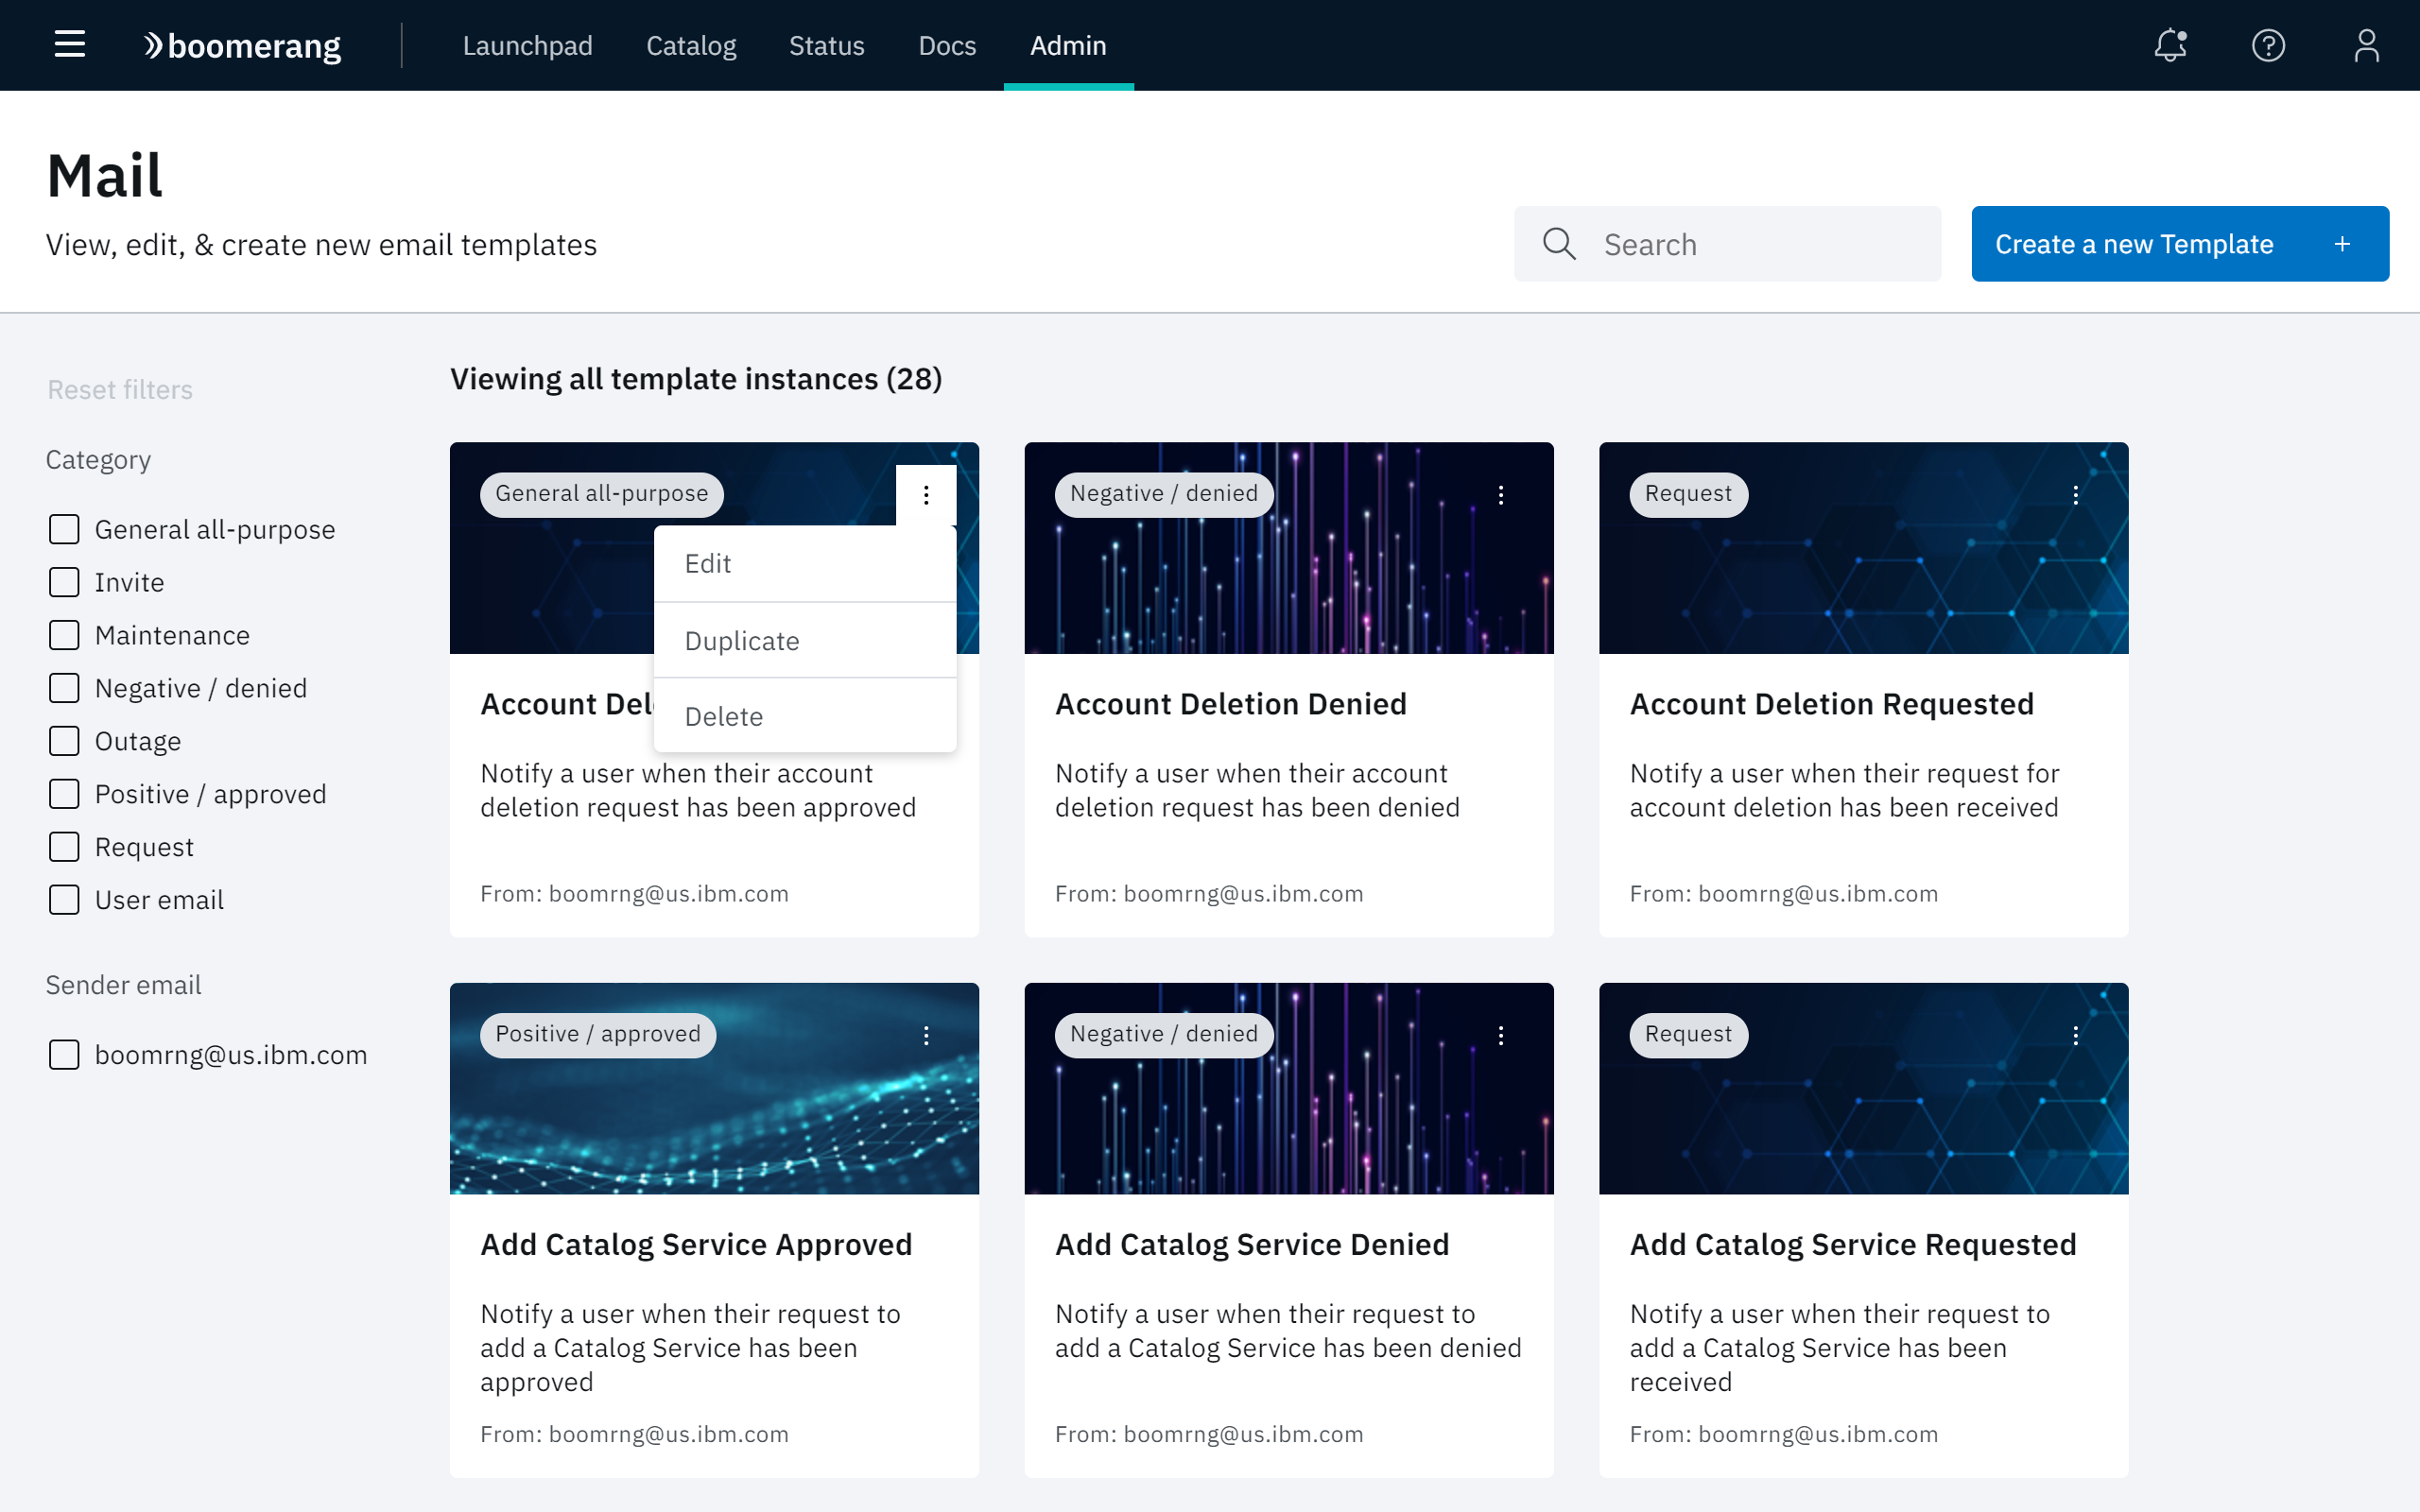 boomerang
Launchpad
Catalog
Status
Docs
Admin
Mail
View, edit, & create new email templates
Search
Create a new Template +
Reset filters
Category
General all-purpose
Invite
Maintenance
Negative / denied
Outage
Positive / approved
Request
User email
Sender email
boomrng@us.ibm.com
Viewing all template instances (28)
General all-purpose
Edit
Duplicate
Delete
Account
Notify a user when their account
deletion request has been approved
From: boomrng@us.ibm.com
Negative / denied
Account Deletion Denied
Notify a user when their account
deletion request has been denied
From: boomrng@us.ibm.com
Request
Account Deletion Requested
Notify a user when their request for
account deletion has been received
From: boomrng@us.ibm.com
Positive / approved
Add Catalog Service Approved
Notify a user when their request to
add a Catalog Service has been
approved
From: boomrng@us.ibm.com
Negative / denied
Add Catalog Service Denied
Notify a user when their request to
add a Catalog Service has been denied
From: boomrng@us.ibm.com
Request
Add Catalog Service Requested
Notify a user when their request to
add a Catalog Service has been
received
From: boomrng@us.ibm.com